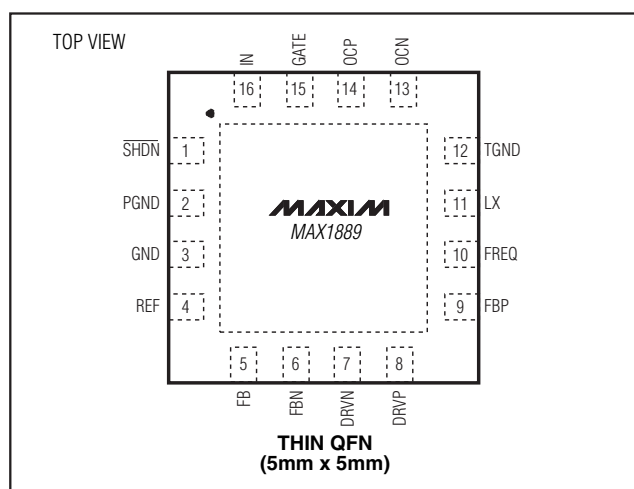 TOP VIEW
IN
GATE
OCP
OCN
16
15
14
13
SHDN
1
12
TGND
PGND
2
11
LX
MAXIM
MAX1889
GND
3
10
FREQ
REF
4
9
FBP
5
6
7
8
FB
FBN
DRVN
DRVP
THIN QFN
(5mm x 5mm)